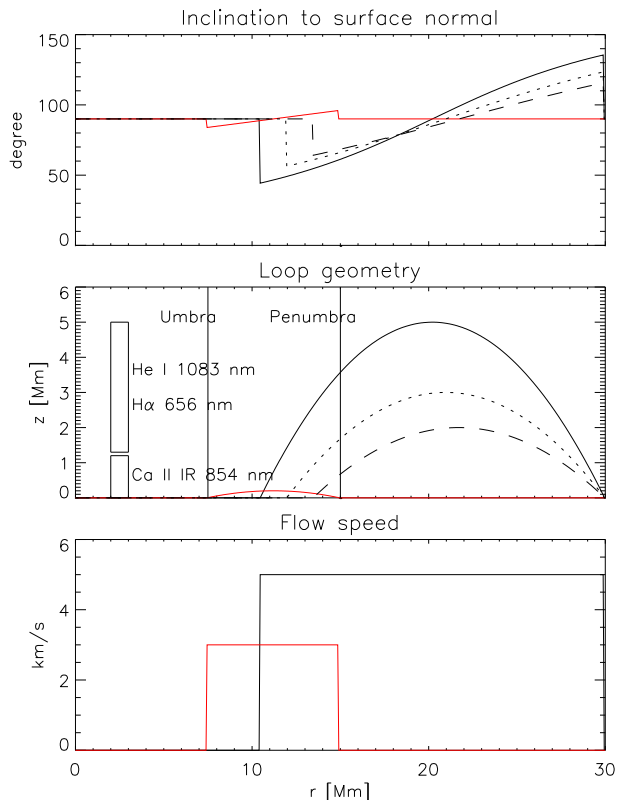 Inclination to surface normal
150
100
50
0
degree
Loop geometry
6
5
4
3
2
1
0
z [Mm]
Umbra
Penumbra
He I 1083 nm
Hα 656 nm
Ca II IR 854 nm
Flow speed
6
4
2
0
km/s
0
10
20
30
r [Mm]